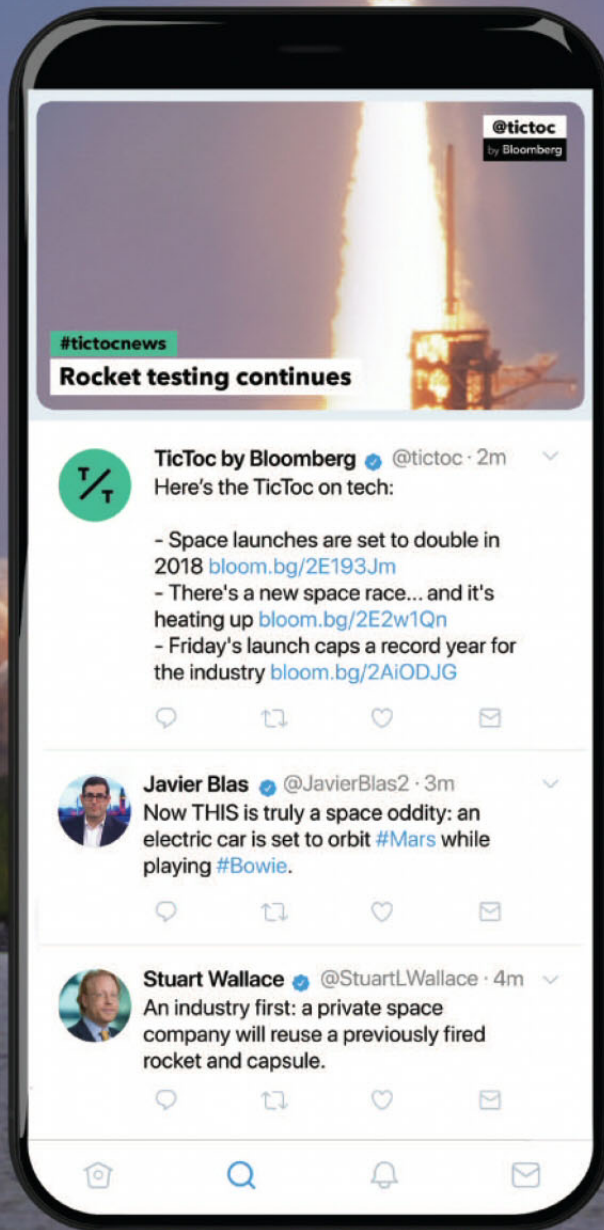 @tictoc
by Bloomberg
#tictocnews
Rocket testing continues
T/T
TicToc by Bloomberg @tictoc · 2m
Here's the TicToc on tech:
- Space launches are set to double in
2018 bloom.bg/2E193Jm
- There's a new space race... and it's
heating up bloom.bg/2E2w1Qn
- Friday's launch caps a record year for
the industry bloom.bg/2AiODJG
Javier Blas @JavierBlas2 · 3m
Now THIS is truly a space oddity: an
electric car is set to orbit #Mars while
playing #Bowie.
Stuart Wallace @StuartLWallace · 4m
An industry first: a private space
company will reuse a previously fired
rocket and capsule.